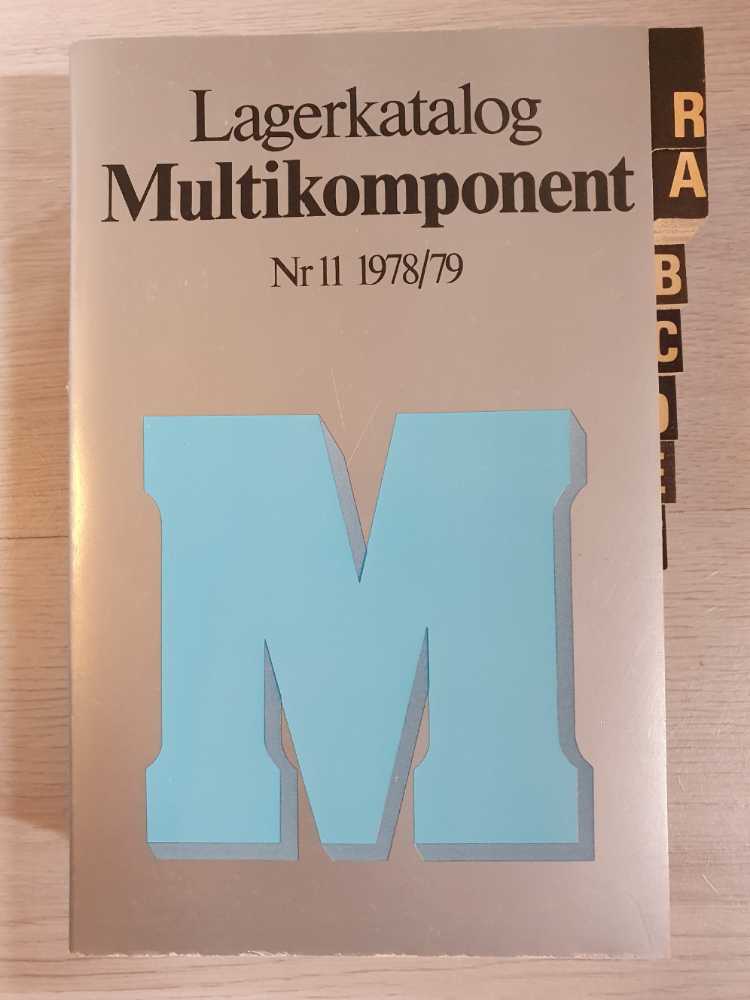 Lagerkatalog
Multikomponent
Nr 11 1978/79
M
R
A
B
C
D
E